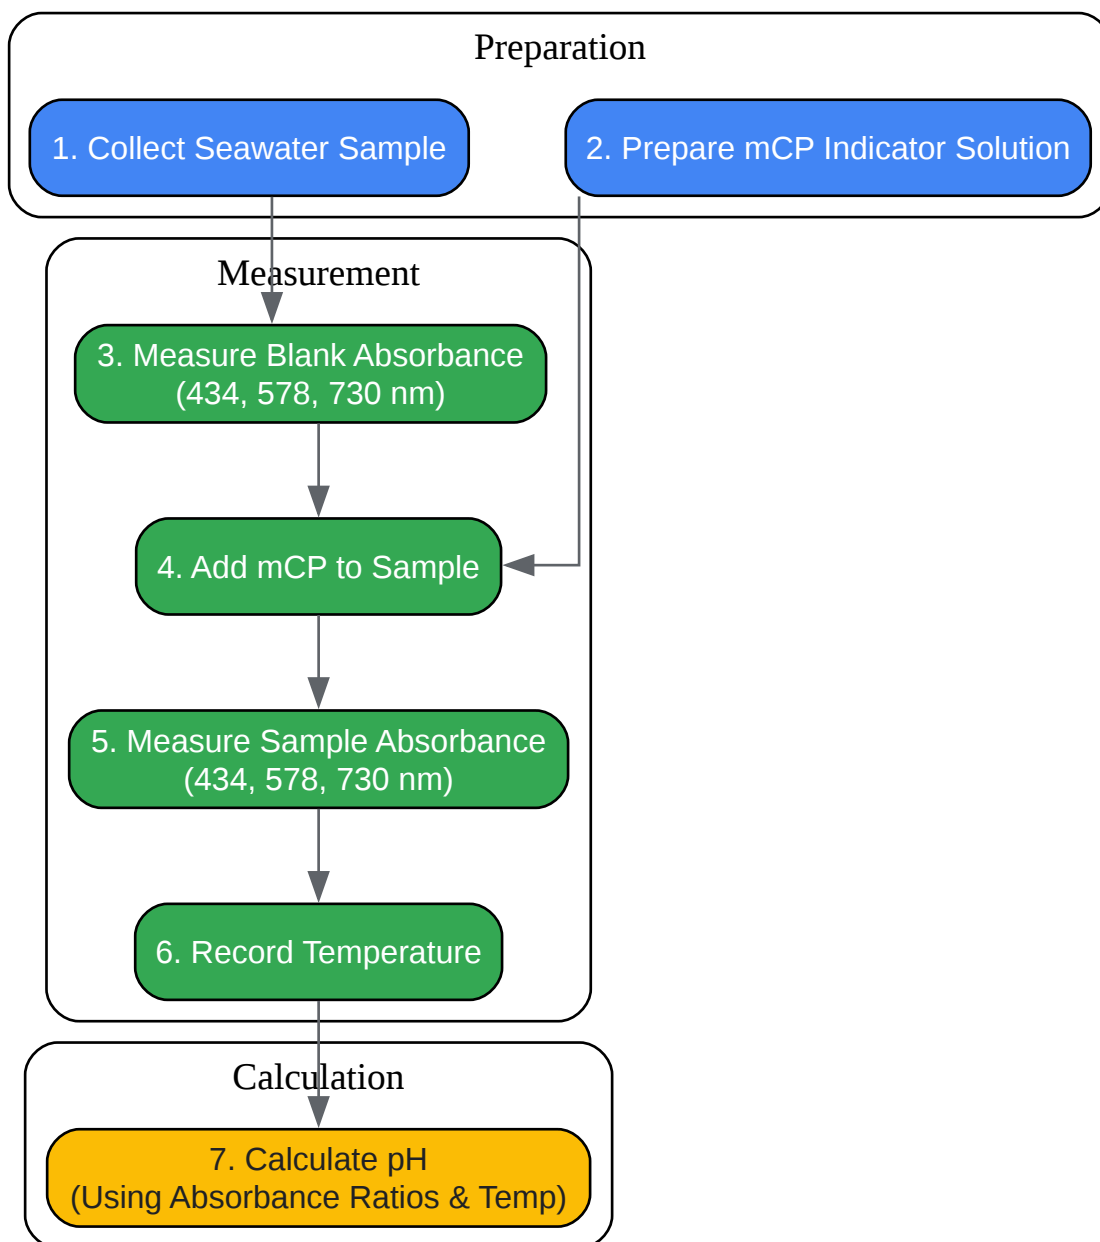 Preparation
1. Collect Seawater Sample
2. Prepare mCP Indicator Solution
Measurement
3. Measure Blank Absorbance
(434, 578, 730 nm)
4. Add mCP to Sample
5. Measure Sample Absorbance
(434, 578, 730 nm)
6. Record Temperature
Calculation
7. Calculate pH
(Using Absorbance Ratios & Temp)